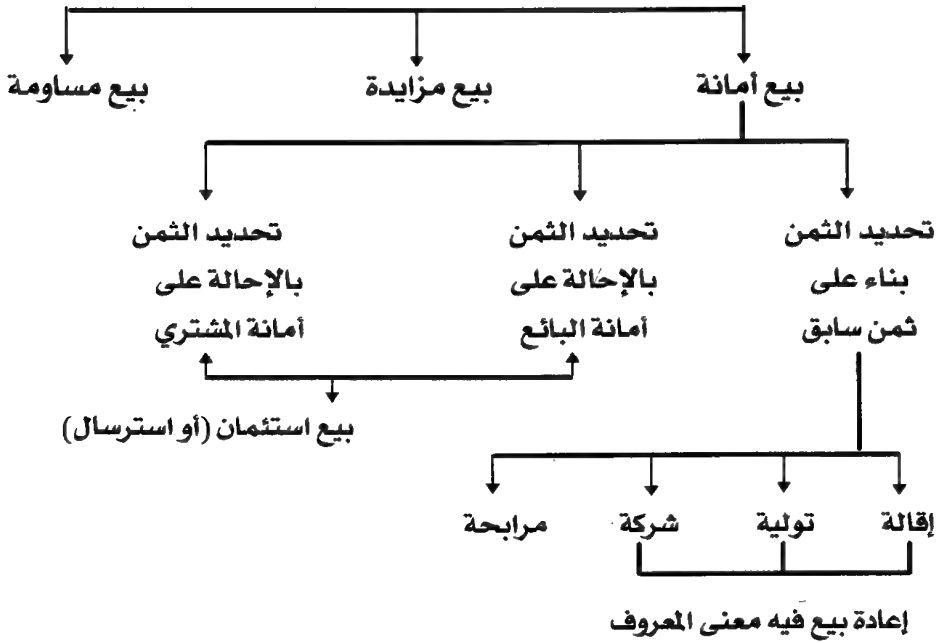 بيع أمانة
بيع مزايدة
بيع مساومة
تحديد الثمن
بناء على
ثمن سابق
تحديد الثمن
بالإحالة على
أمانة البائع
تحديد الثمن
بالإحالة على
أمانة المشتري
بيع استئمان (أو استرسال)
إقالة
تولية
شركة
مرابحة
إعادة بيع فيه معنى المعروف